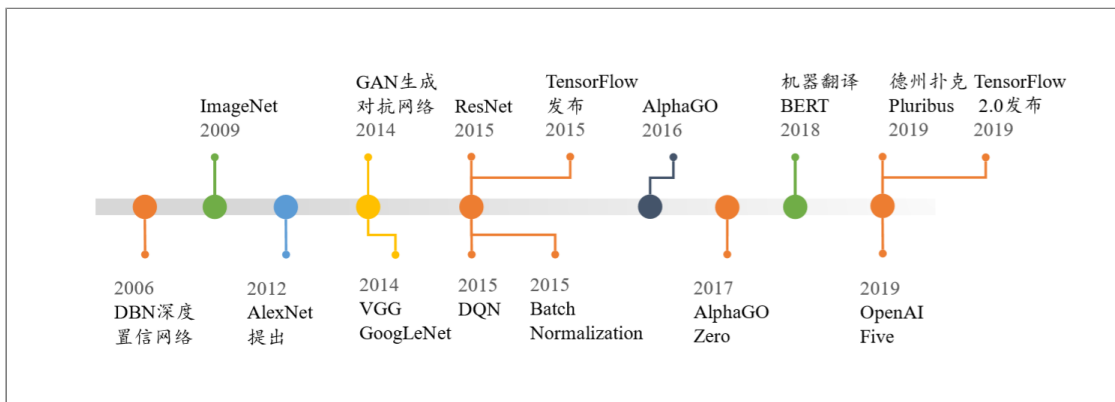 ImageNet
2009
GAN生成
对抗网络
2014
ResNet
2015
TensorFlow
发布
2015
AlphaGO
2016
机器翻译
BERT
2018
德州扑克
Pluribus
2019
TensorFlow
2.0发布
2019
2006
DBN深度
置信网络
2012
AlexNet
提出
2014
VGG
GoogLeNet
2015
DQN
2015
Batch
Normalization
2017
AlphaGO
Zero
2019
OpenAI
Five